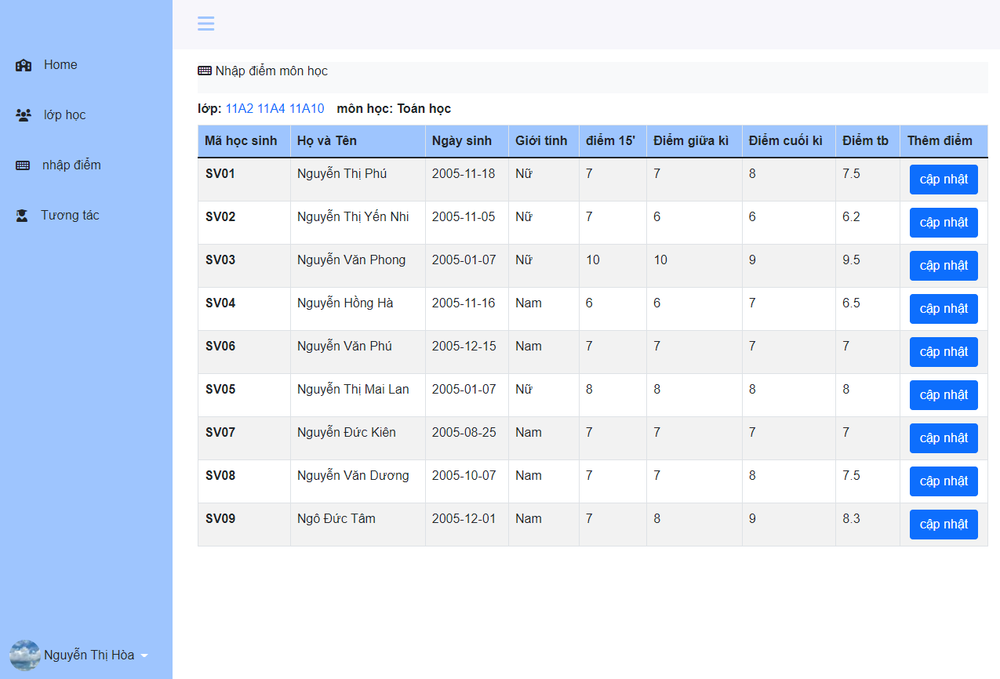 Home
lớp học
nhập điểm
Tương tác
Nguyễn Thị Hòa
Nhập điểm môn học
lớp: 11A2 11A4 11A10 môn học: Toán học
Mã học sinh Họ và Tên Ngày sinh Giới tính điểm 15' Điểm giữa kì Điểm cuối kì Điểm tb Thêm điểm
SV01 Nguyễn Thị Phú 2005-11-18 Nữ 7 7 8 7.5 cập nhật
SV02 Nguyễn Thị Yến Nhi 2005-11-05 Nữ 7 6 6 6.2 cập nhật
SV03 Nguyễn Văn Phong 2005-01-07 Nữ 10 10 9 9.5 cập nhật
SV04 Nguyễn Hồng Hà 2005-11-16 Nam 6 6 7 6.5 cập nhật
SV06 Nguyễn Văn Phú 2005-12-15 Nam 7 7 7 7 cập nhật
SV05 Nguyễn Thị Mai Lan 2005-01-07 Nữ 8 8 8 8 cập nhật
SV07 Nguyễn Đức Kiên 2005-08-25 Nam 7 7 7 7 cập nhật
SV08 Nguyễn Văn Dương 2005-10-07 Nam 7 7 8 7.5 cập nhật
SV09 Ngô Đức Tâm 2005-12-01 Nam 7 8 9 8.3 cập nhật